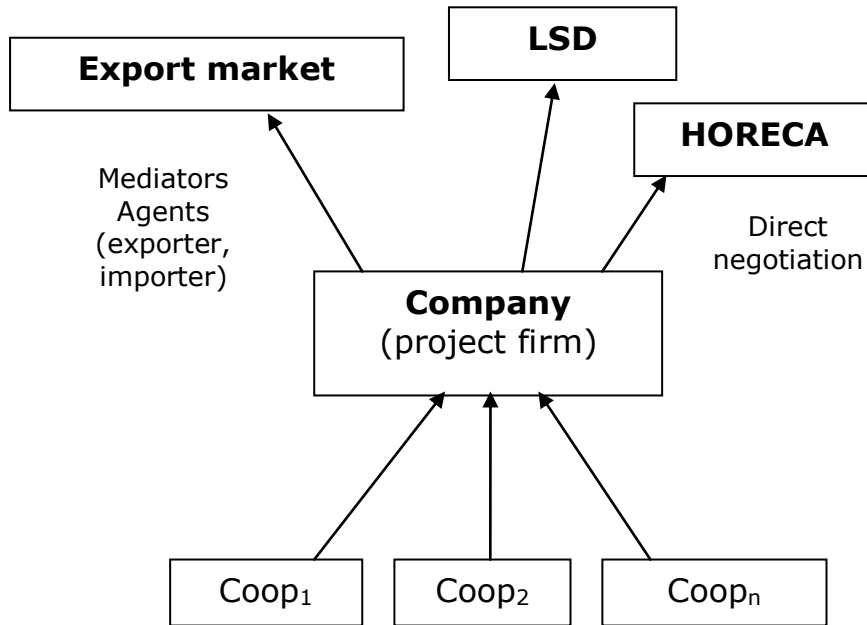 LSD
Export market
HORECA
Mediators
Agents
(exporter,
importer)
Direct
negotiation
Company
(project firm)
Coop₁
Coop₂
Coopₙ